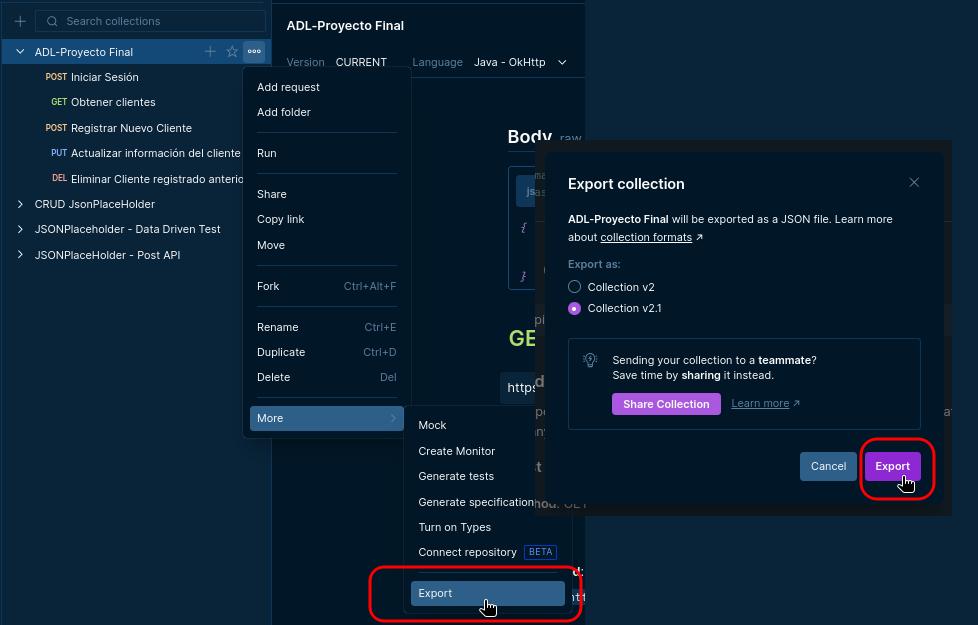 Search collections
ADL-Proyecto Final
POST Iniciar Sesión
GET Obtener clientes
POST Registrar Nuevo Cliente
PUT Actualizar información del cliente
DEL Eliminar Cliente registrado anterio
CRUD JsonPlaceHolder
JSONPlaceholder - Data Driven Test
JSONPlaceHolder - Post API
ADL-Proyecto Final
Version CURRENT Language Java - OkHttp
Add request
Add folder
Run
Share
Copy link
Move
Fork Ctrl+Alt+F
Rename Ctrl+E
Duplicate Ctrl+D
Delete Del
More
Body raw
js
{
}
GE
https
Mock
Create Monitor
Generate tests
Generate specification
Turn on Types
Connect repository BETA
Export
Export collection
ADL-Proyecto Final will be exported as a JSON file. Learn more
about collection formats ↗
Export as:
Collection v2
Collection v2.1
Sending your collection to a teammate?
Save time by sharing it instead.
Share Collection Learn more ↗
Cancel Export